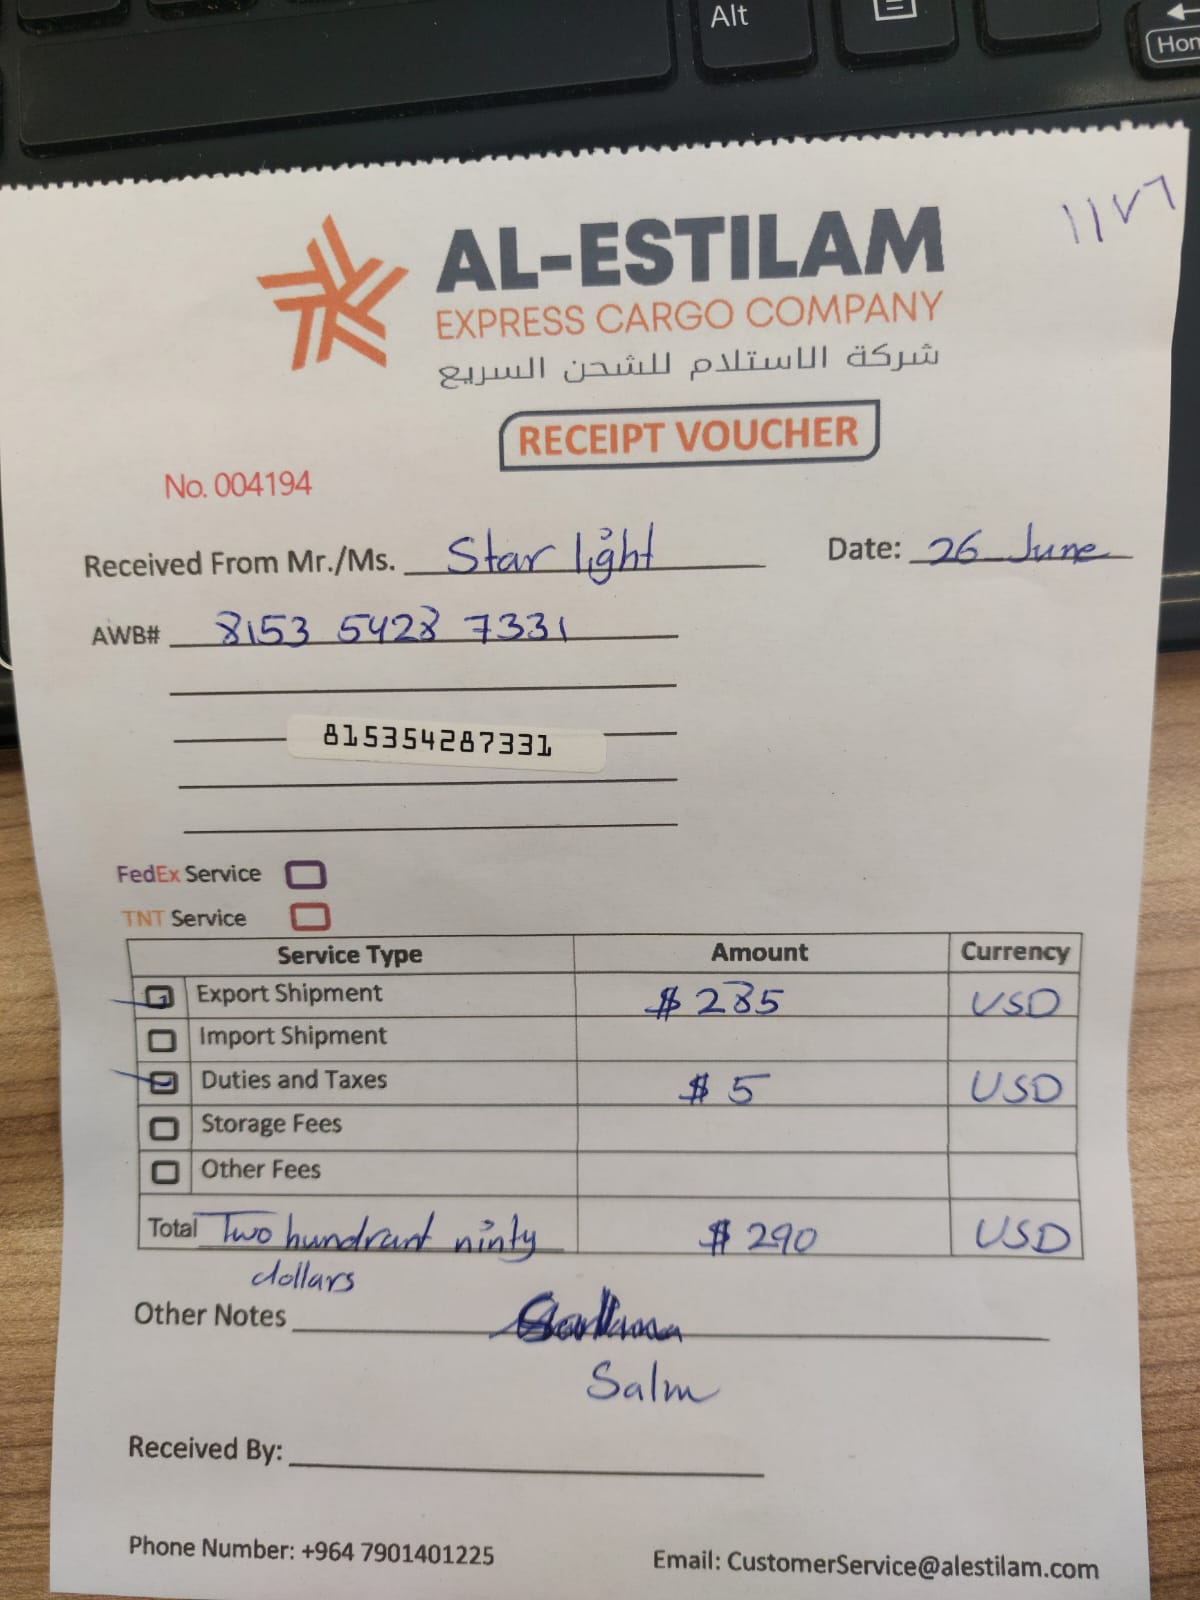 Alt
Hom
١١٧٦
AL-ESTILAM
EXPRESS CARGO COMPANY
شركة الاستلام للشحن السريع
RECEIPT VOUCHER
No. 004194
Received From Mr./Ms. Star light Date: 26 June
AWB# 8153 5428 7331
815354287331
FedEx Service
TNT Service
Service Type Amount Currency
Export Shipment $ 285 USD
Import Shipment
Duties and Taxes $ 5 USD
Storage Fees
Other Fees
Total Two hundrant ninty $ 290 USD
dollars
Other Notes
Salm
Received By:
Phone Number: +964 7901401225 Email: CustomerService@alestilam.com